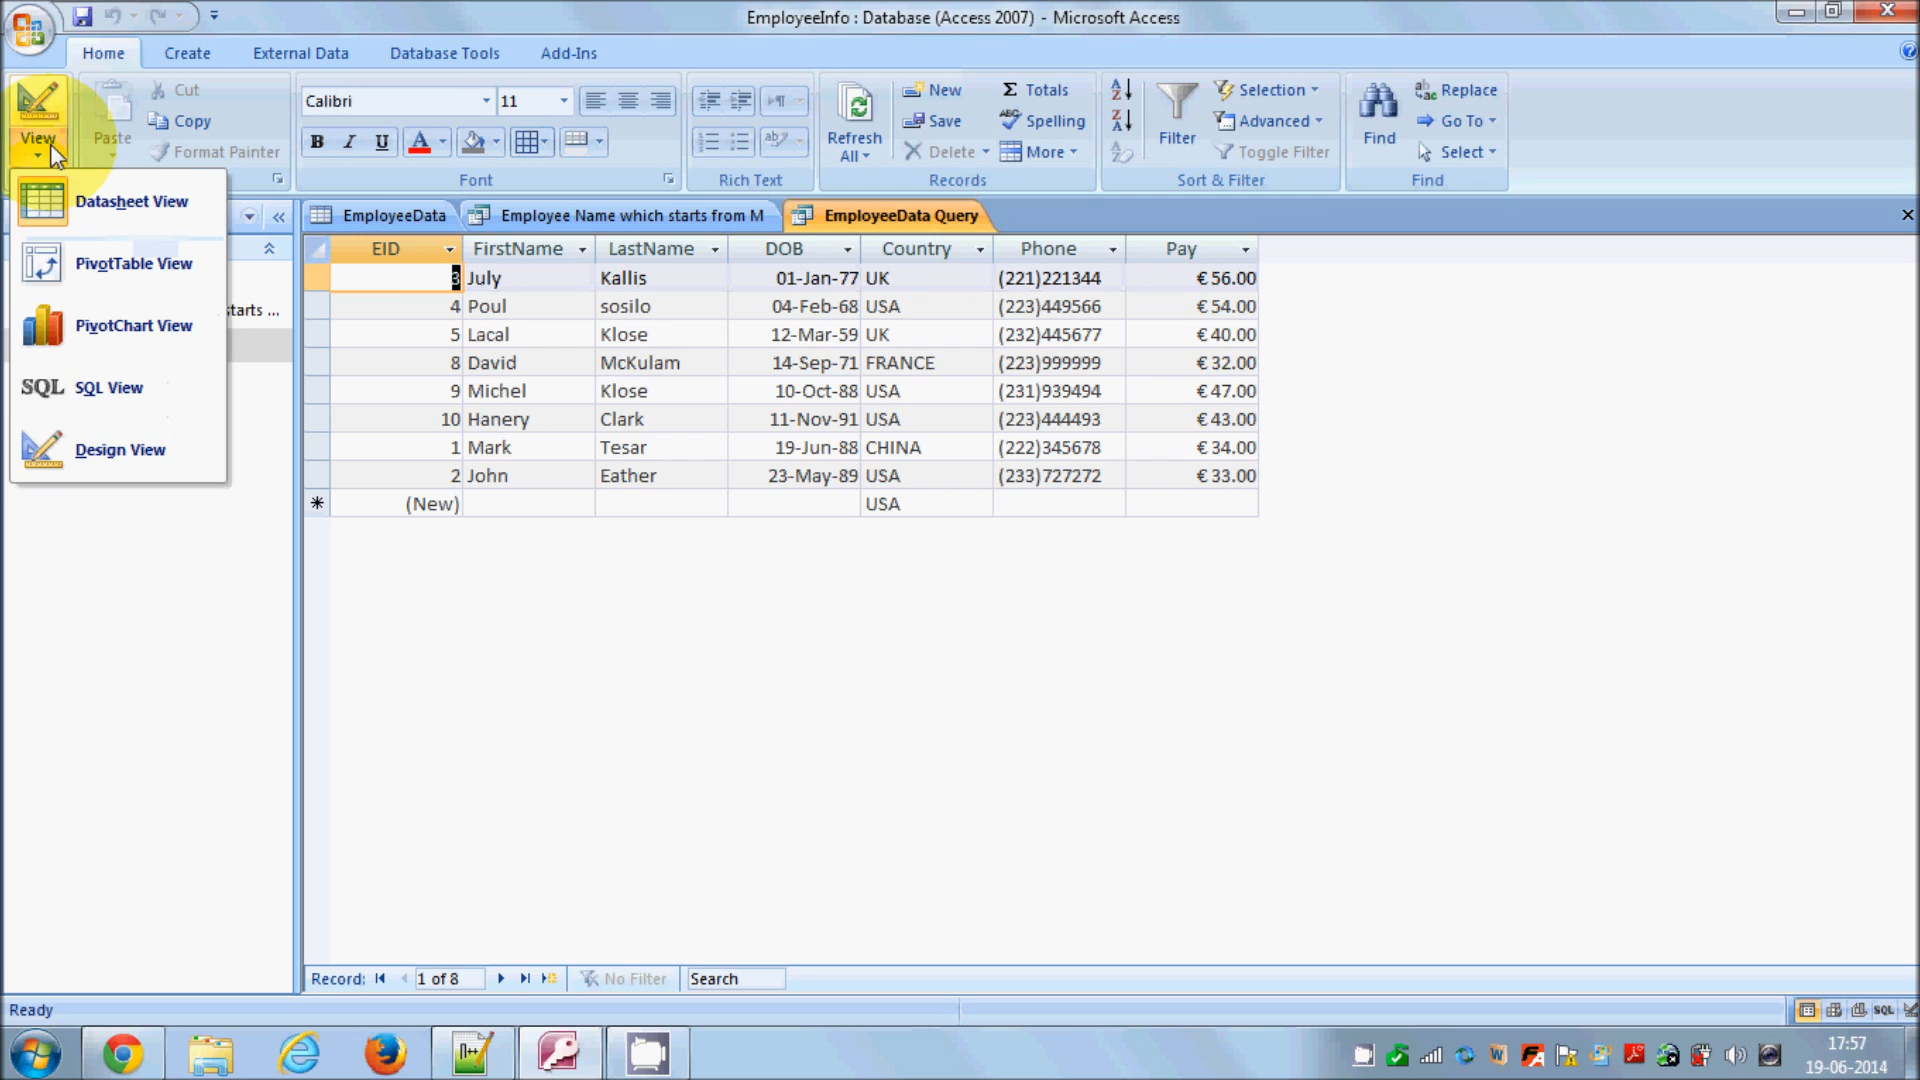 EmployeeInfo : Database (Access 2007) - Microsoft Access
Home Create External Data Database Tools Add-Ins
View
Paste
Cut
Copy
Format Painter
Calibri 11
B I U A
Font
ab
Rich Text
Refresh
All
New
Save
Delete
Totals
Spelling
More
Records
Filter
Selection
Advanced
Toggle Filter
Sort & Filter
Find
Replace
Go To
Select
Find
Datasheet View
PivotTable View
PivotChart View
SQL SQL View
Design View
tarts ...
EmployeeData Employee Name which starts from M EmployeeData Query
EID FirstName LastName DOB Country Phone Pay
3 July Kallis 01-Jan-77 UK (221)221344 € 56.00
4 Poul sosilo 04-Feb-68 USA (223)449566 € 54.00
5 Lacal Klose 12-Mar-59 UK (232)445677 € 40.00
8 David McKulam 14-Sep-71 FRANCE (223)999999 € 32.00
9 Michel Klose 10-Oct-88 USA (231)939494 € 47.00
10 Hanery Clark 11-Nov-91 USA (223)444493 € 43.00
1 Mark Tesar 19-Jun-88 CHINA (222)345678 € 34.00
2 John Eather 23-May-89 USA (233)727272 € 33.00
(New) USA
Record: 1 of 8 No Filter Search
Ready
SQL
17:57
19-06-2014